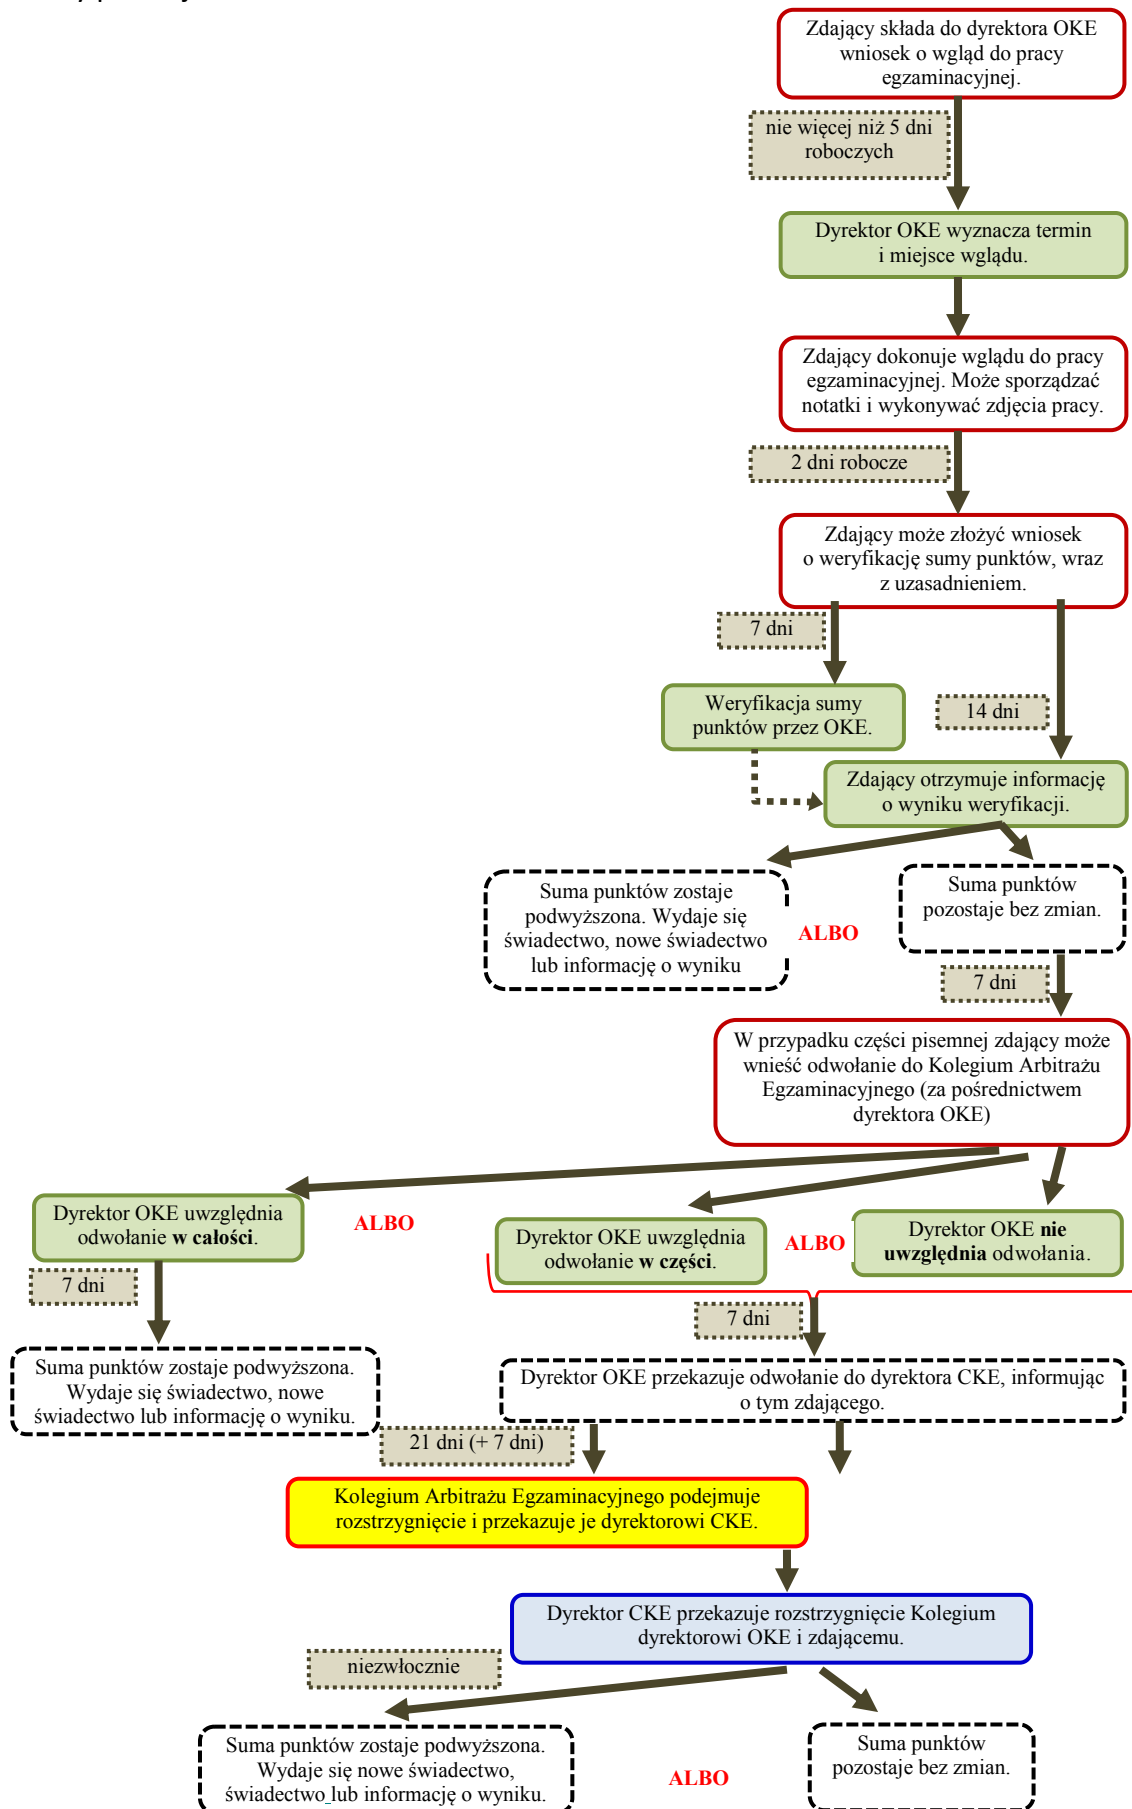 Zdający składa do dyrektora OKE
wniosek o wgląd do pracy
egzaminacyjnej.
nie więcej niż 5 dni
roboczych
Dyrektor OKE wyznacza termin
i miejsce wglądu.
Zdający dokonuje wglądu do pracy
egzaminacyjnej. Może sporządzać
notatki i wykonywać zdjęcia pracy.
2 dni robocze
Zdający może złożyć wniosek
o weryfikację sumy punktów, wraz
z uzasadnieniem.
7 dni
Weryfikacja sumy
punktów przez OKE.
14 dni
Zdający otrzymuje informację
o wyniku weryfikacji.
Suma punktów zostaje
podwyższona. Wydaje się
świadectwo, nowe świadectwo
lub informację o wyniku
ALBO
Suma punktów
pozostaje bez zmian.
7 dni
W przypadku części pisemnej zdający może
wnieść odwołanie do Kolegium Arbitrażu
Egzaminacyjnego (za pośrednictwem
dyrektora OKE)
Dyrektor OKE uwzględnia
odwołanie w całości.
ALBO
Dyrektor OKE uwzględnia
odwołanie w części.
ALBO
Dyrektor OKE nie
uwzględnia odwołania.
7 dni
7 dni
Suma punktów zostaje podwyższona.
Wydaje się świadectwo, nowe
świadectwo lub informację o wyniku.
Dyrektor OKE przekazuje odwołanie do dyrektora CKE, informując
o tym zdającego.
21 dni (+ 7 dni)
Kolegium Arbitrażu Egzaminacyjnego podejmuje
rozstrzygnięcie i przekazuje je dyrektorowi CKE.
Dyrektor CKE przekazuje rozstrzygnięcie Kolegium
dyrektorowi OKE i zdającemu.
niezwłocznie
Suma punktów zostaje podwyższona.
Wydaje się nowe świadectwo,
świadectwo lub informację o wyniku.
ALBO
Suma punktów
pozostaje bez zmian.